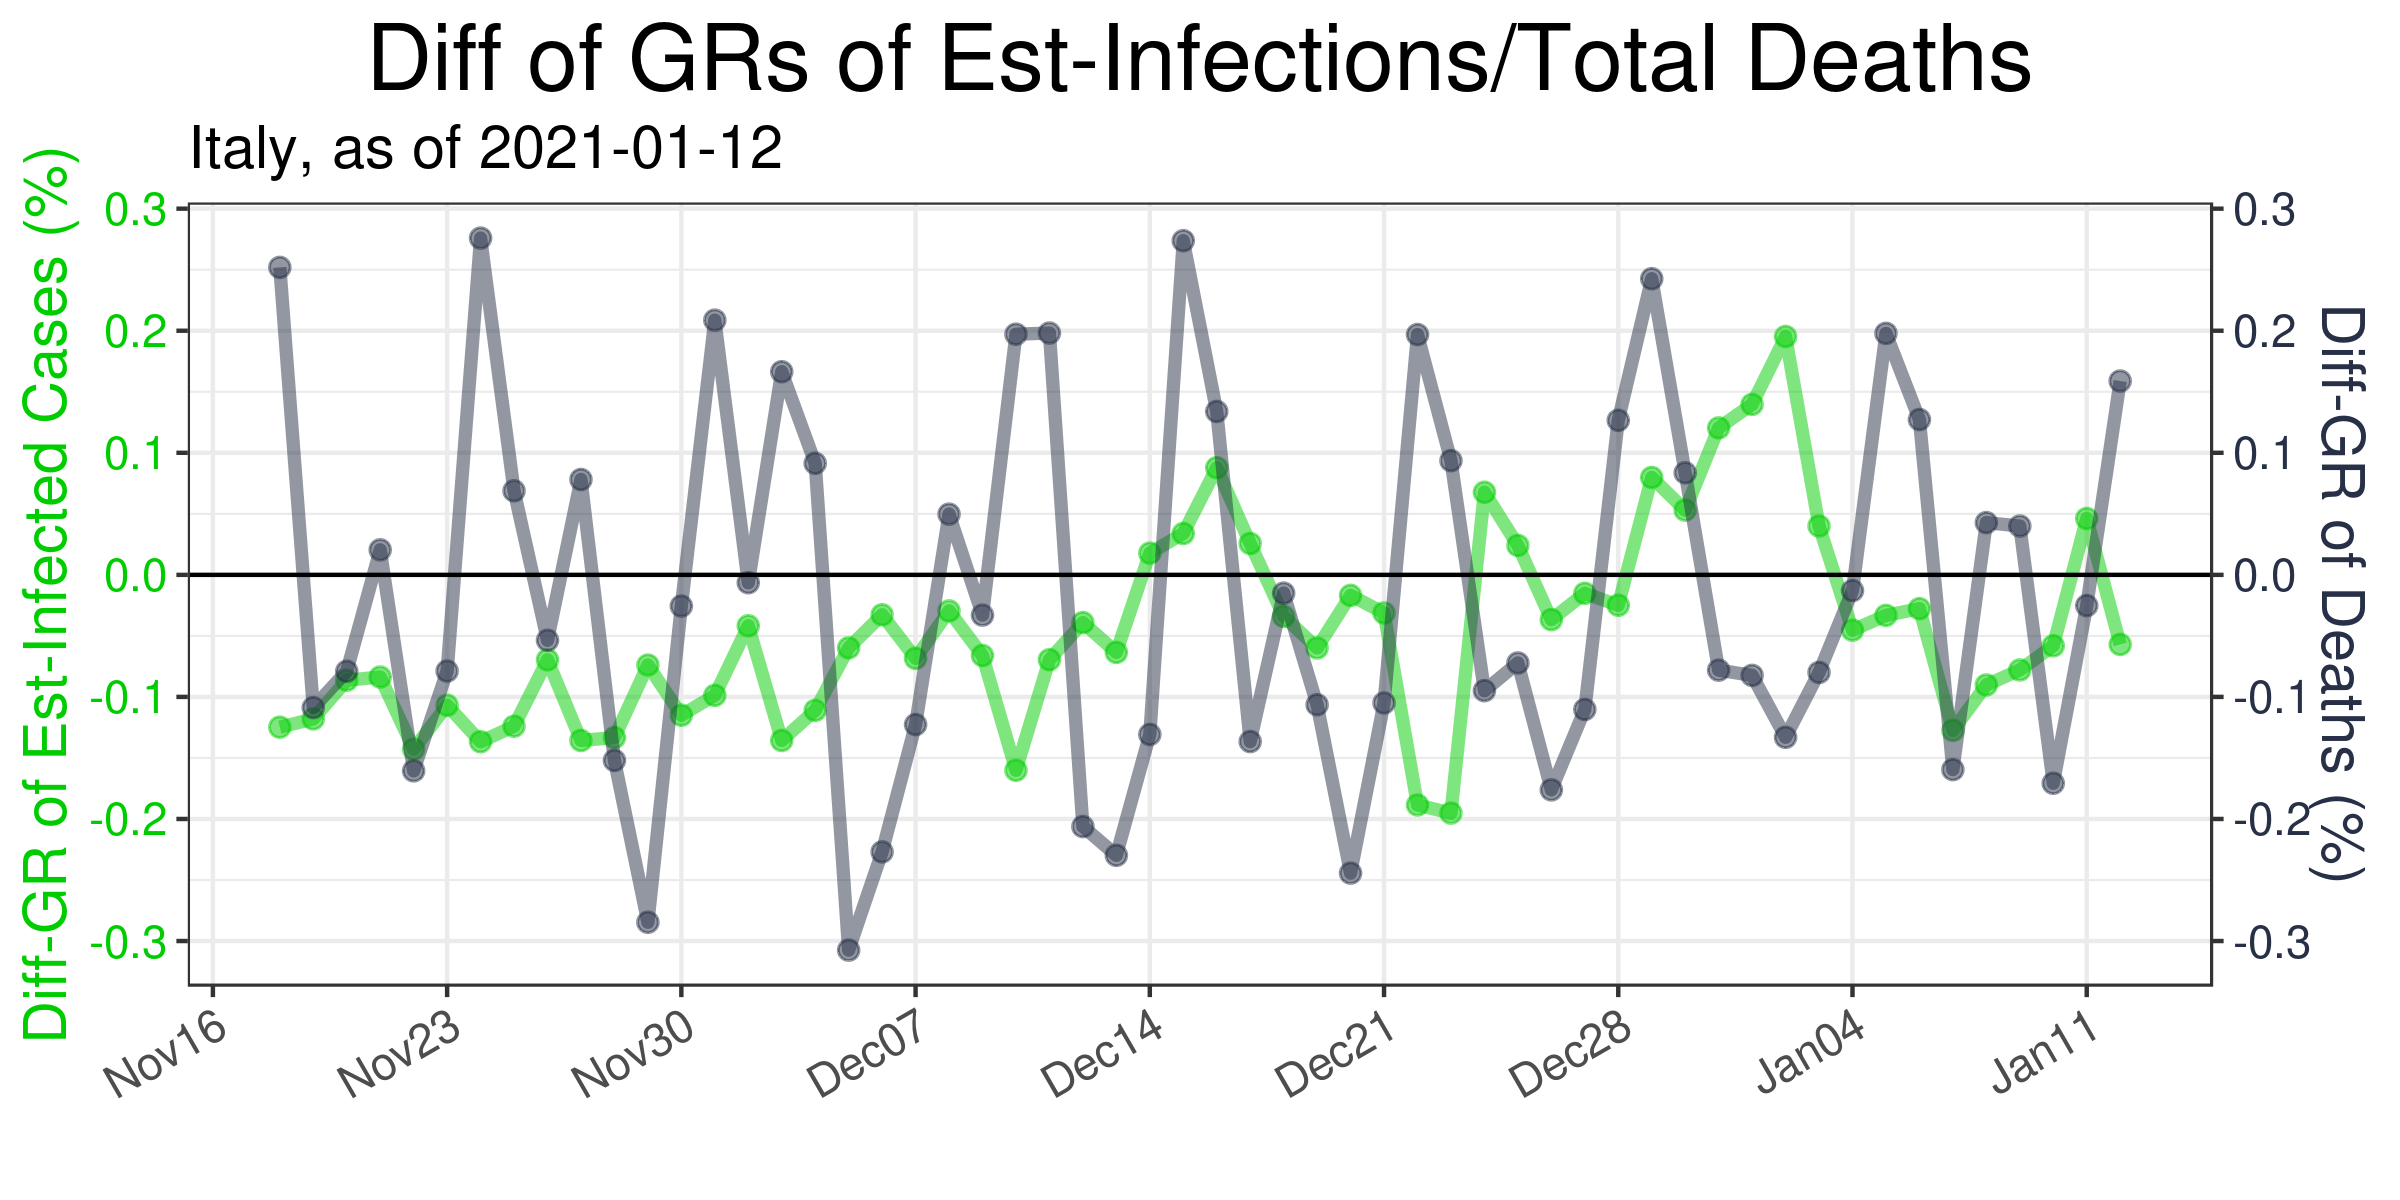 Diff of GRs of Est-Infections/Total Deaths
Italy, as of 2021-01-12
Diff-GR of Est-Infected Cases (%)
0.3
0.2
0.1
0.0
-0.1
-0.2
-0.3
0.3
0.2
0.1
0.0
-0.1
-0.2
-0.3
Diff-GR of Deaths (%)
Nov16
Nov23
Nov30
Dec07
Dec14
Dec21
Dec28
Jan04
Jan11